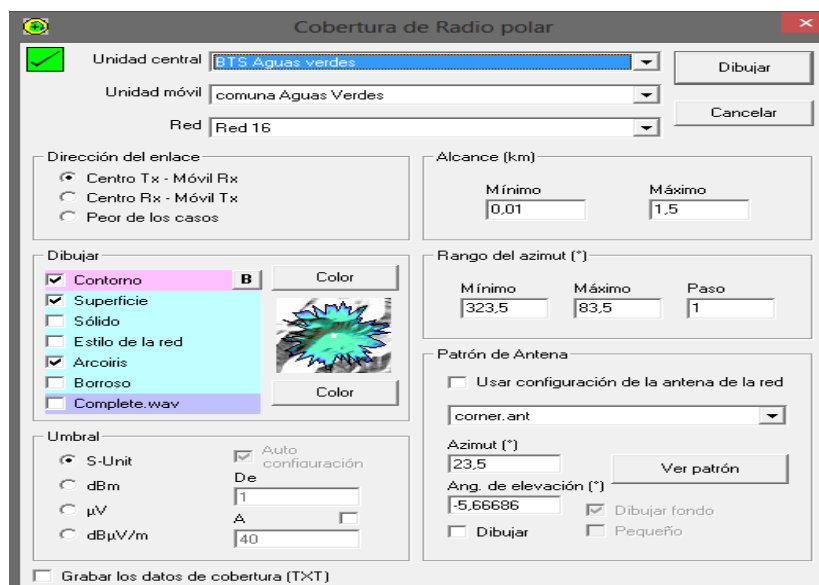 Cobertura de Radio polar
Unidad central BTS Aguas verdes
Dibujar
Unidad móvil comuna Aguas Verdes
Cancelar
Red Red 16
Dirección del enlace
Centro Tx - Móvil Rx
Centro Rx - Móvil Tx
Peor de los casos
Alcance (km)
Mínimo Máximo
0,01 1,5
Dibujar
Contorno B Color
Superficie
Sólido
Estilo de la red
Arcoiris
Borroso
Complete.wav
Color
Rango del azimut (°)
Mínimo Máximo Paso
323,5 83,5 1
Umbral
S-Unit
dBm
µV
dBµV/m
Auto
configuración
De
1
A
40
Patrón de Antena
Usar configuración de la antena de la red
corner.ant
Azimut (°)
23,5
Ver patrón
Ang. de elevación (°)
-5,66686
Dibujar fondo
Dibujar Pequeño
Grabar los datos de cobertura (TXT)